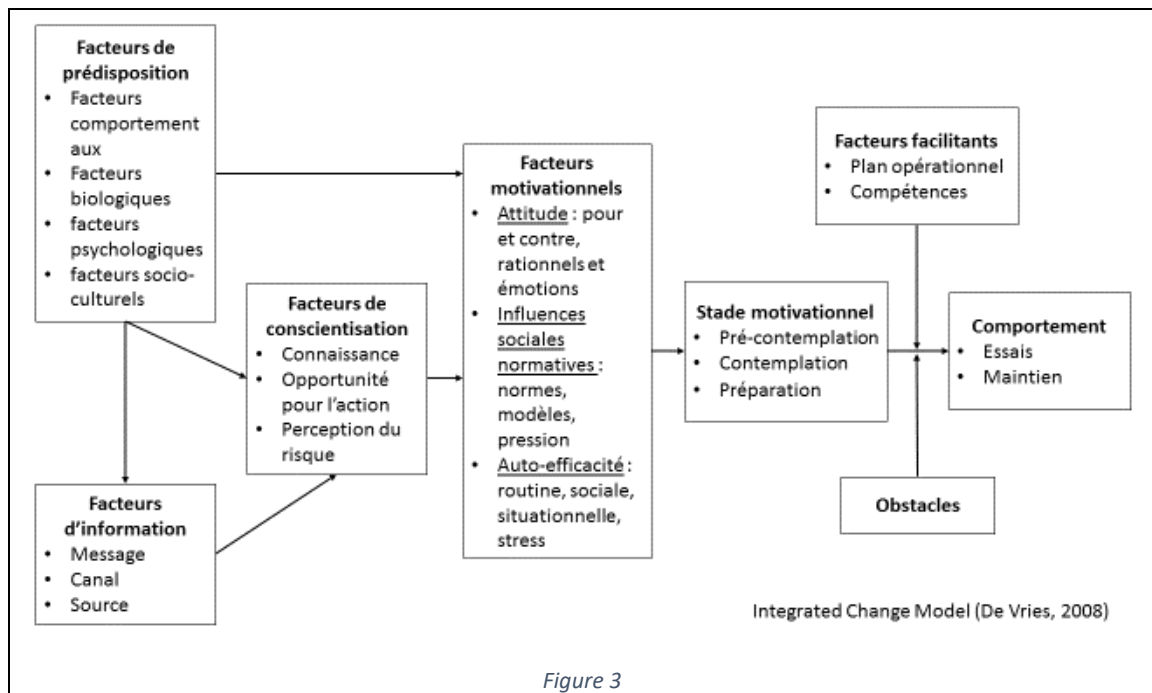 Facteurs de
prédisposition
• Facteurs
comportement
aux
• Facteurs
biologiques
• facteurs
psychologiques
• facteurs socio-
culturels
Facteurs
d’information
• Message
• Canal
• Source
Facteurs de
conscientisation
• Connaissance
• Opportunité
pour l’action
• Perception du
risque
Facteurs
motivationnels
• Attitude : pour
et contre,
rationnels et
émotions
• Influences
sociales
normatives :
normes,
modèles,
pression
• Auto-efficacité :
routine, sociale,
situationnelle,
stress
Stade motivationnel
• Pré-contemplation
• Contemplation
• Préparation
Facteurs facilitants
• Plan opérationnel
• Compétences
Obstacles
Comportement
• Essais
• Maintien
Integrated Change Model (De Vries, 2008)
Figure 3